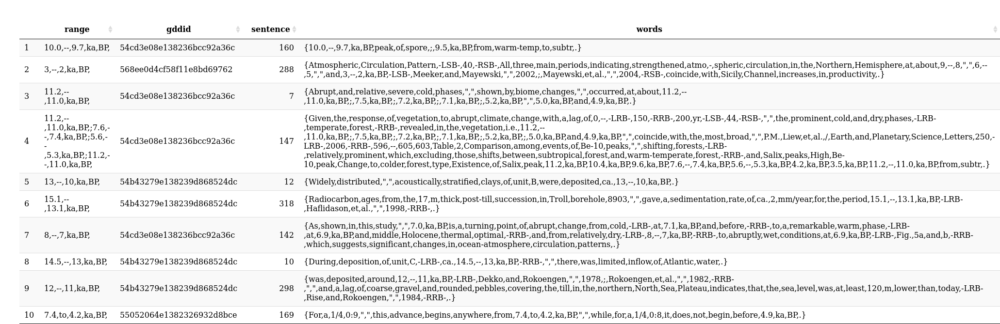 range gddid sentence words
1 10.0,--,9.7,ka,BP, 54cd3e08e138236bcc92a36c 160 {10.0,--,9.7,ka,BP,peak,of,spore,;,9.5,ka,BP,from,warm-temp,to,subtr,.}
2 3,--,2,ka,BP, 568ee0d4cf58f11e8bd69762 288 {Atmospheric,Circulation,Pattern,-LSB-,40,-RSB-,All,three,main,periods,indicating,strengthened,atmo,-,spheric,circulation,in,the,Northern,Hemisphere,at,about,9,--,8,",",6,--
,5,",",and,3,--,2,ka,BP,-LSB-,Meeker,and,Mayewski,",",2002,;,Mayewski,et,al.,",",2004,-RSB-,coincide,with,Sicily,Channel,increases,in,productivity,.}
3 11.2,--
,11.0,ka,BP, 54cd3e08e138236bcc92a36c 7 {Abrupt,and,relative,severe,cold,phases,",",shown,by,biome,changes,",",occurred,at,about,11.2,--
,11.0,ka,BP,;,7.5,ka,BP,;,7.2,ka,BP,;,7.1,ka,BP,;,5.2,ka,BP,",",5.0,ka,BP,and,4.9,ka,BP,.}
4 11.2,--
,11.0,ka,BP,;7.6,-
-,7.4,ka,BP,;5.6,-
-
,5.3,ka,BP,;11.2,-
-,11.0,ka,BP, 54cd3e08e138236bcc92a36c 147 {Given,the,response,of,vegetation,to,abrupt,climate,change,with,a,lag,of,0,--,-LRB-,150,-RRB-,200,yr,-LSB-,44,-RSB-,",",the,prominent,cold,and,dry,phases,-LRB-
,temperate,forest,-RRB-,revealed,in,the,vegetation,i.e.,11.2,--
,11.0,ka,BP,;,7.5,ka,BP,;,7.2,ka,BP,;,7.1,ka,BP,;,5.2,ka,BP,;,5.0,ka,BP,and,4.9,ka,BP,",",coincide,with,the,most,broad,",",P.M.,Liew,et,al.,/,Earth,and,Planetary,Science,Letters,250,-
LRB-,2006,-RRB-,596,--,605,603,Table,2,Comparison,among,events,of,Be-10,peaks,",",shifting,forests,-LRB-
,relatively,prominent,which,excluding,those,shifts,between,subtropical,forest,and,warm-temperate,forest,-RRB-,and,Salix,peaks,High,Be-
10,peak,Change,to,colder,forest,type,Existence,of,Salix,peak,11.2,ka,BP,10.4,ka,BP,9.6,ka,BP,7.6,--,7.4,ka,BP,5.6,--,5.3,ka,BP,4.2,ka,BP,3.5,ka,BP,11.2,--,11.0,ka,BP,from,subtr,.}
5 13,--,10,ka,BP, 54b43279e138239d868524dc 12 {Widely,distributed,",",acoustically,stratified,clays,of,unit,B,were,deposited,ca.,13,--,10,ka,BP,.}
6 15.1,--
,13.1,ka,BP, 54b43279e138239d868524dc 318 {Radiocarbon,ages,from,the,17,m,thick,post-till,succession,in,Troll,borehole,8903,",",gave,a,sedimentation,rate,of,ca.,2,mm/year,for,the,period,15.1,--,13.1,ka,BP,-LRB-
,Haflidason,et,al.,",",1998,-RRB-,.}
7 8,--,7,ka,BP, 54cd3e08e138236bcc92a36c 142 {As,shown,in,this,study,",",7.0,ka,BP,is,a,turning,point,of,abrupt,change,from,cold,-LRB-,at,7.1,ka,BP,and,before,-RRB-,to,a,remarkable,warm,phase,-LRB-
,at,6.9,ka,BP,and,middle,Holocene,thermal,optimal,-RRB-,and,from,relatively,dry,-LRB-,8,--,7,ka,BP,-RRB-,to,abruptly,wet,conditions,at,6.9,ka,BP,-LRB-,Fig.,5a,and,b,-RRB-
,which,suggests,significant,changes,in,ocean-atmosphere,circulation,patterns,.}
8 14.5,--,13,ka,BP, 54b43279e138239d868524dc 10 {During,deposition,of,unit,C,-LRB-,ca.,14.5,--,13,ka,BP,-RRB-,",",there,was,limited,inflow,of,Atlantic,water,.}
9 12,--,11,ka,BP, 54b43279e138239d868524dc 298 {was,deposited,around,12,--,11,ka,BP,-LRB-,Dekko,and,Rokoengen,",",1978,;,Rokoengen,et,al.,",",1982,-RRB-
,",",and,a,lag,of,coarse,gravel,and,rounded,pebbles,covering,the,till,in,the,northern,North,Sea,Plateau,indicates,that,the,sea,level,was,at,least,120,m,lower,than,today,-LRB-
,Rise,and,Rokoengen,",",1984,-RRB-,.}
10 7.4,to,4.2,ka,BP, 55052064e1382326932d8bce 169 {For,a,1/4,0:9,",",this,advance,begins,anywhere,from,7.4,to,4.2,ka,BP,",",while,for,a,1/4,0:8,it,does,not,begin,before,4.9,ka,BP,.}